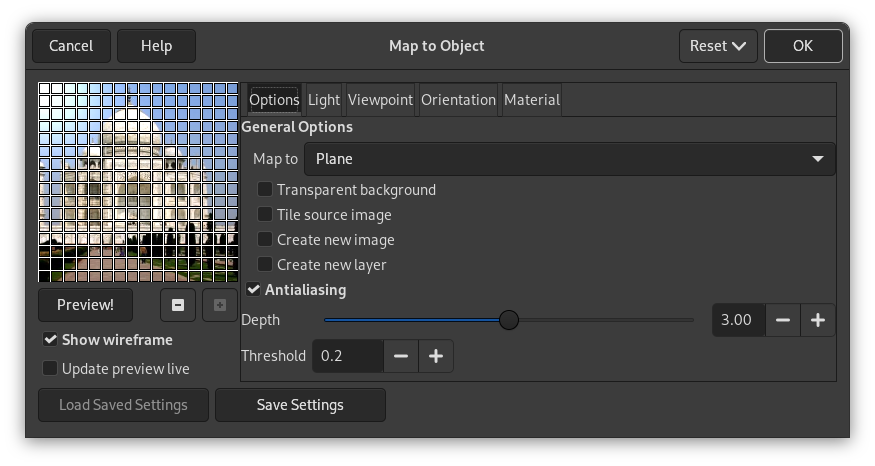 Cancel Help Map to Object Reset OK
Options Light Viewpoint Orientation Material
General Options
Map to Plane
Transparent background
Tile source image
Create new image
Create new layer
Antialiasing
Depth 3.00
Threshold 0.2
Preview!
Show wireframe
Update preview live
Load Saved Settings Save Settings